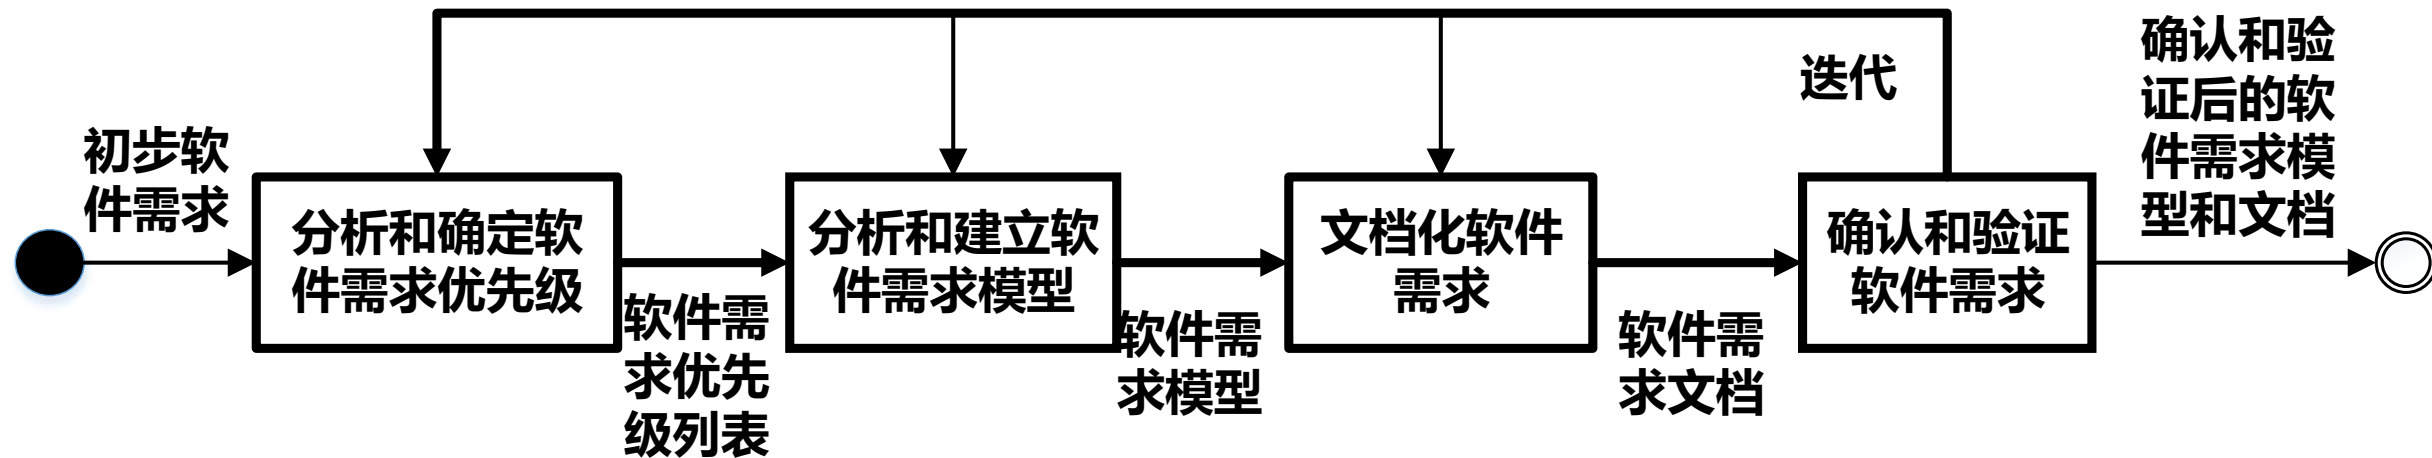 初步软
件需求
分析和确定软
件需求优先级
软件需
求优先
级列表
分析和建立软
件需求模型
软件需
求模型
文档化软件
需求
软件需
求文档
迭代
确认和验证
软件需求
确认和验
证后的软
件需求模
型和文档